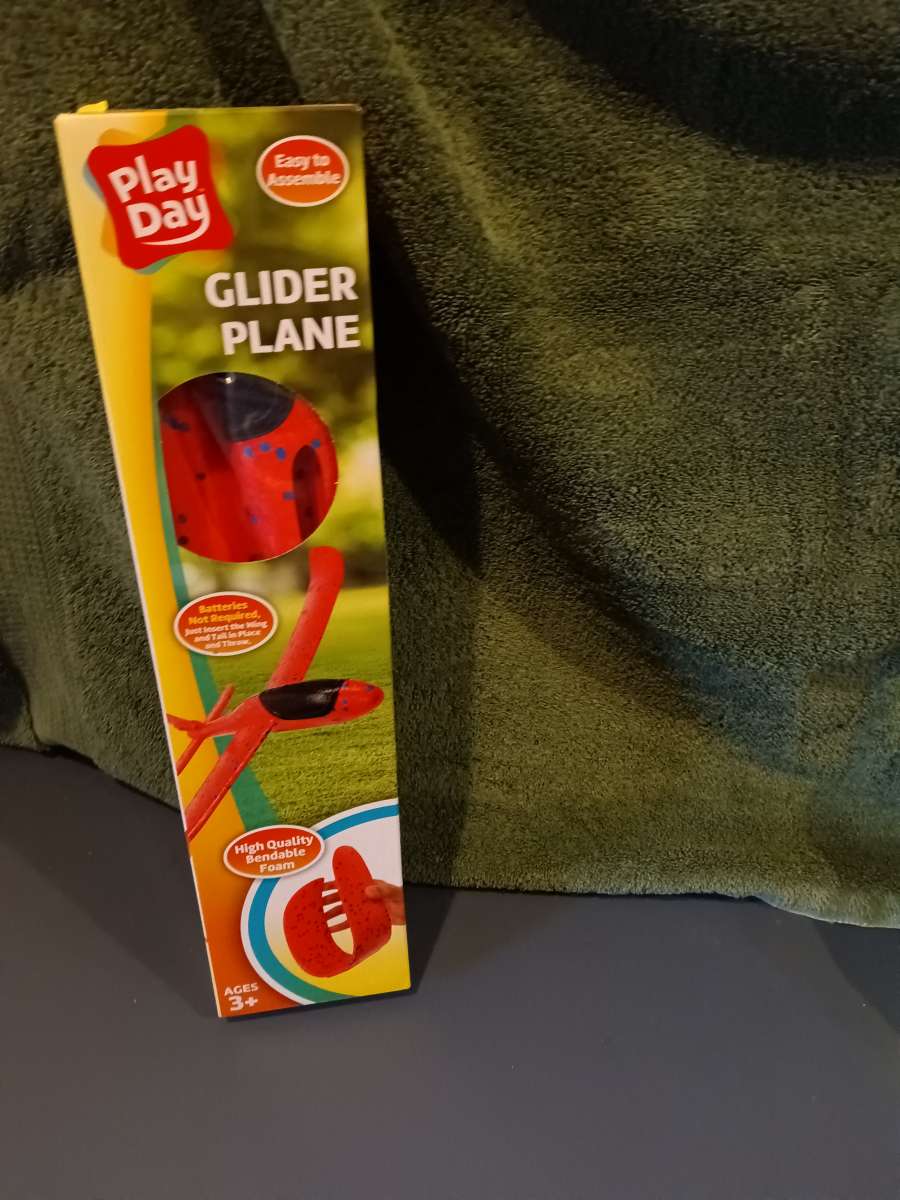 Play
Day™
Easy to
Assemble
GLIDER
PLANE
Batteries
Not Required,
Just Insert the Wing
and Tail in Place
and Throw.
High Quality
Bendable
Foam
AGES
3+